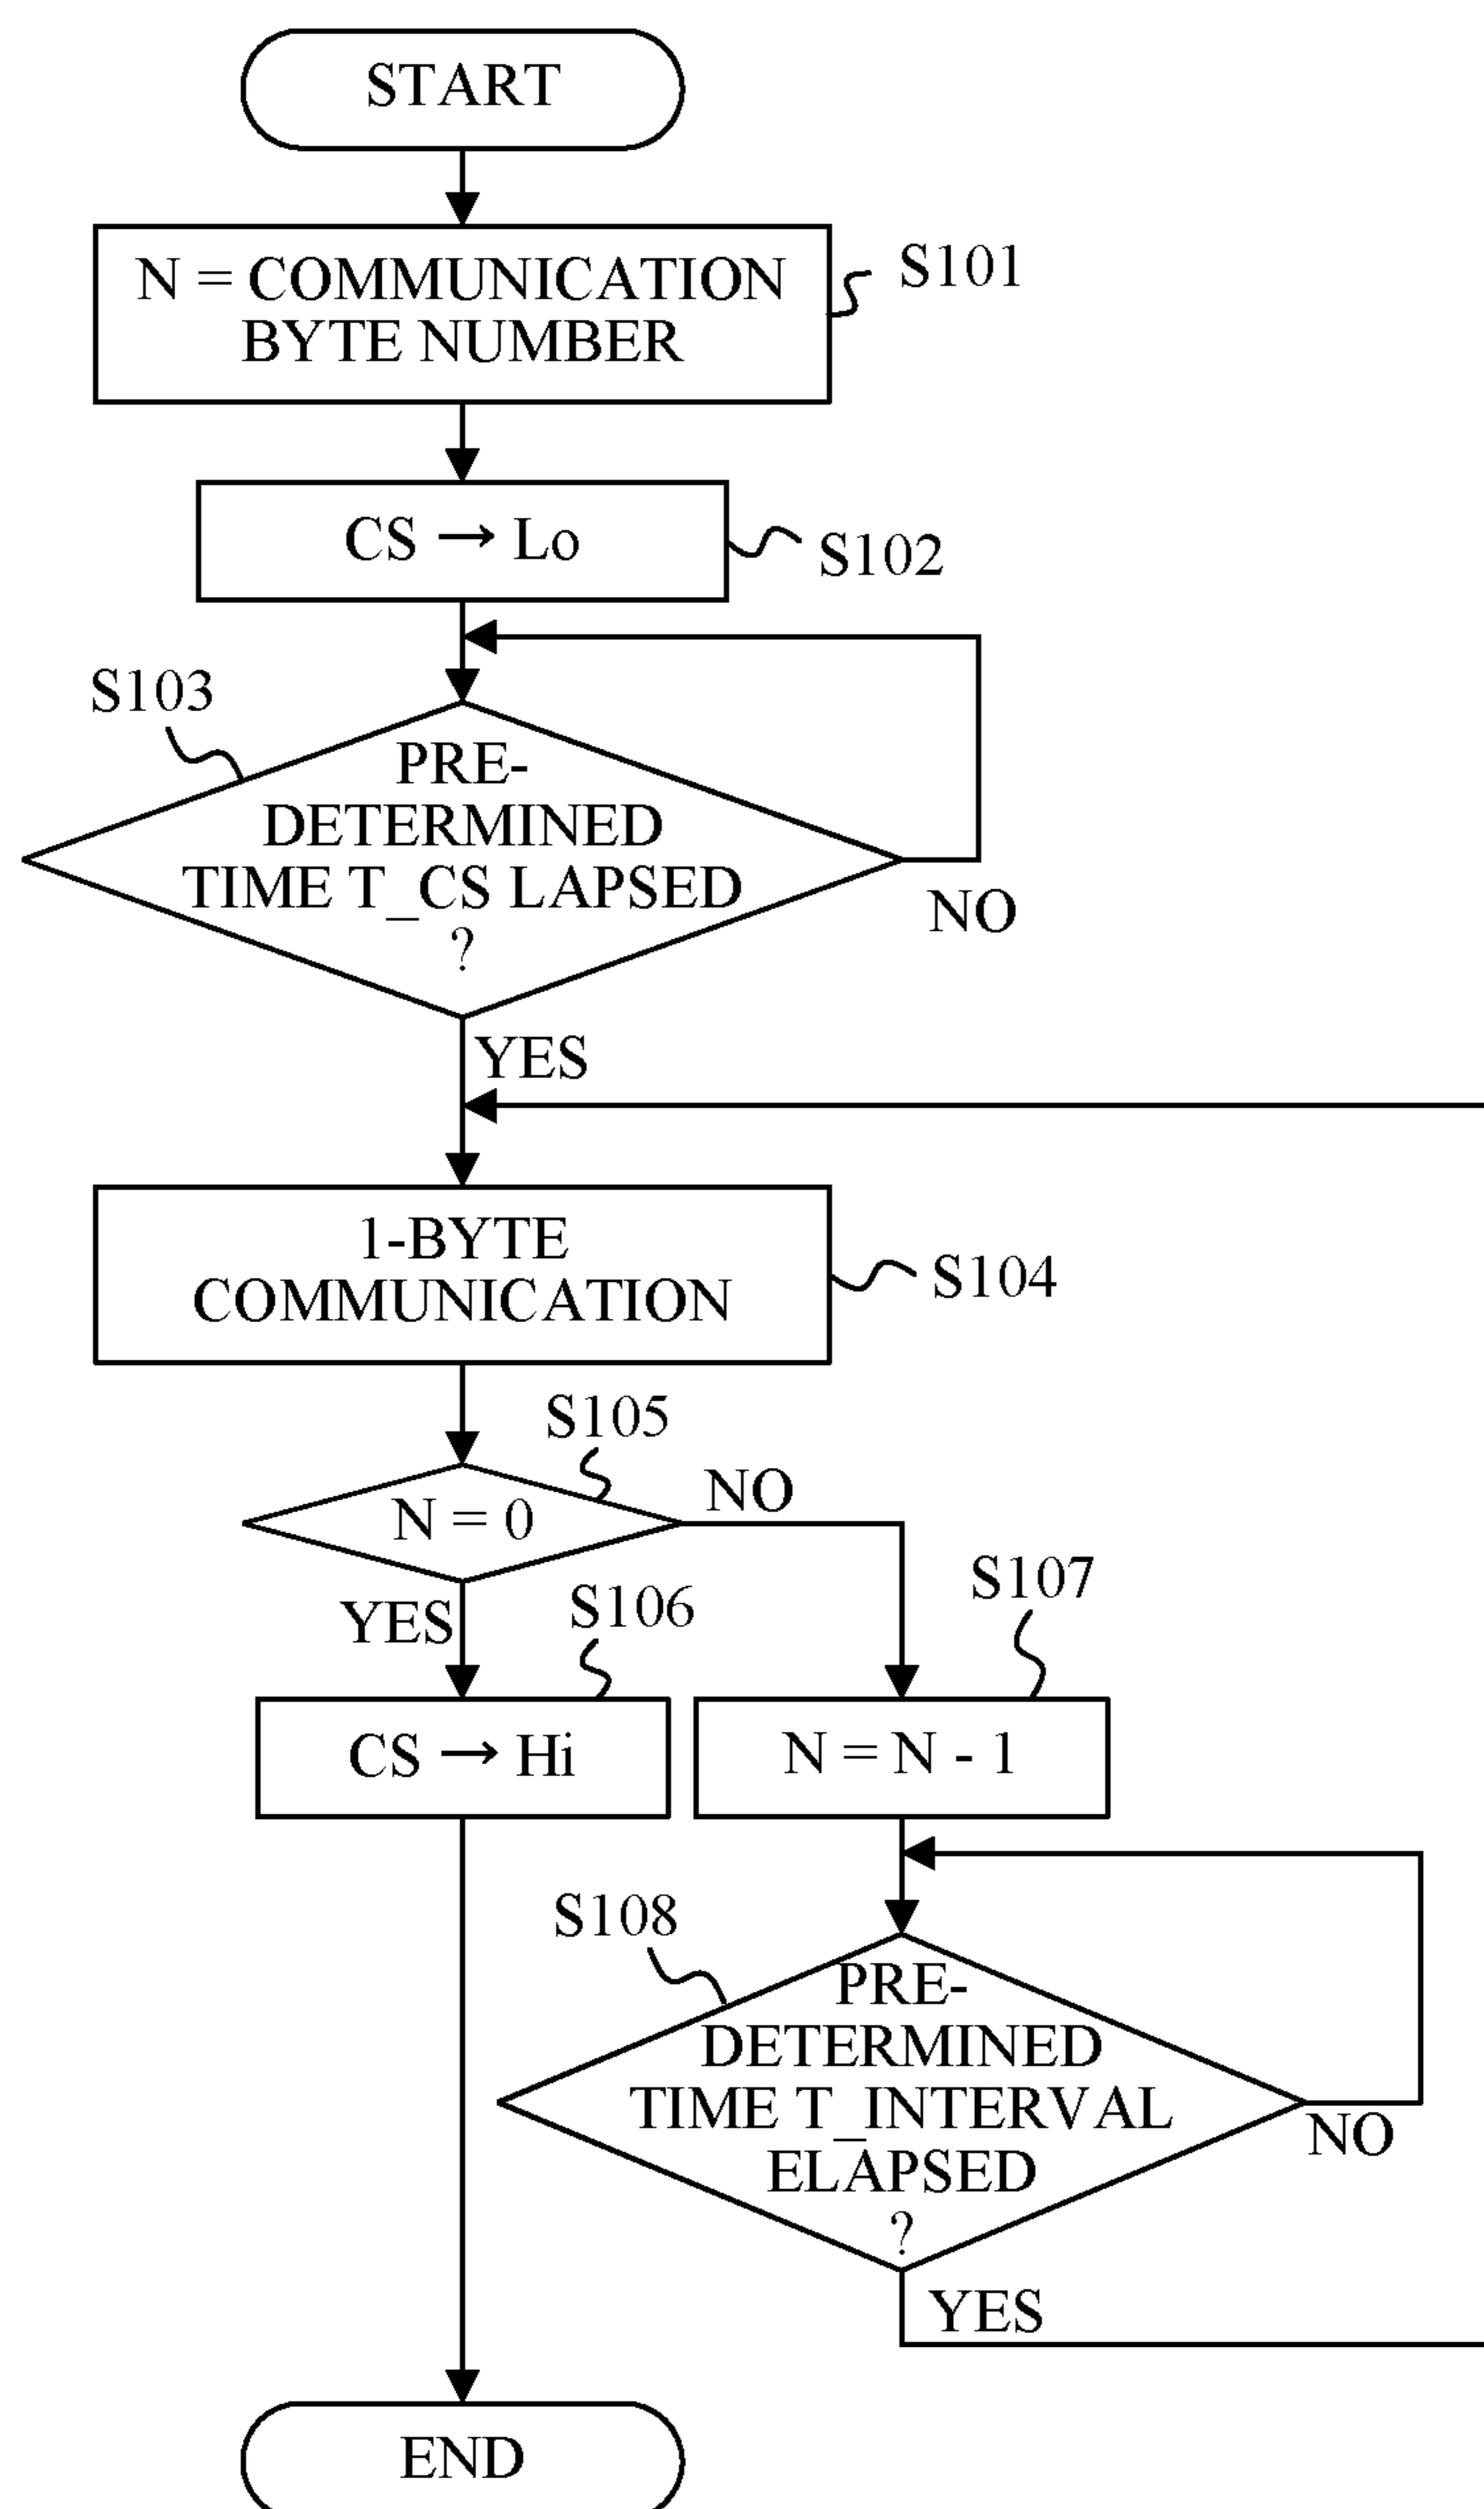 START
N = COMMUNICATION
BYTE NUMBER
S101
CS → Lo
S102
S103
PRE-
DETERMINED
TIME T_CS LAPSED
?
NO
YES
1-BYTE
COMMUNICATION
S104
S105
N = 0
NO
YES
S106
S107
CS → Hi
N = N - 1
S108
PRE-
DETERMINED
TIME T_INTERVAL
ELAPSED
?
NO
YES
END